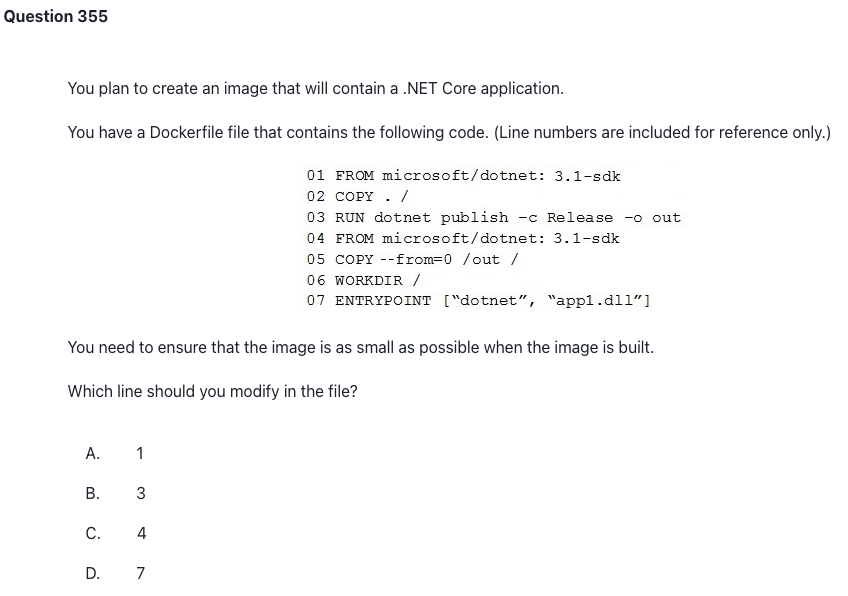 Question 355
You plan to create an image that will contain a .NET Core application.
You have a Dockerfile file that contains the following code. (Line numbers are included for reference only.)
01 FROM microsoft/dotnet: 3.1-sdk
02 COPY . /
03 RUN dotnet publish -c Release -o out
04 FROM microsoft/dotnet: 3.1-sdk
05 COPY --from=0 /out /
06 WORKDIR /
07 ENTRYPOINT [“dotnet”, “app1.dll”]
You need to ensure that the image is as small as possible when the image is built.
Which line should you modify in the file?
A. 1
B. 3
C. 4
D. 7